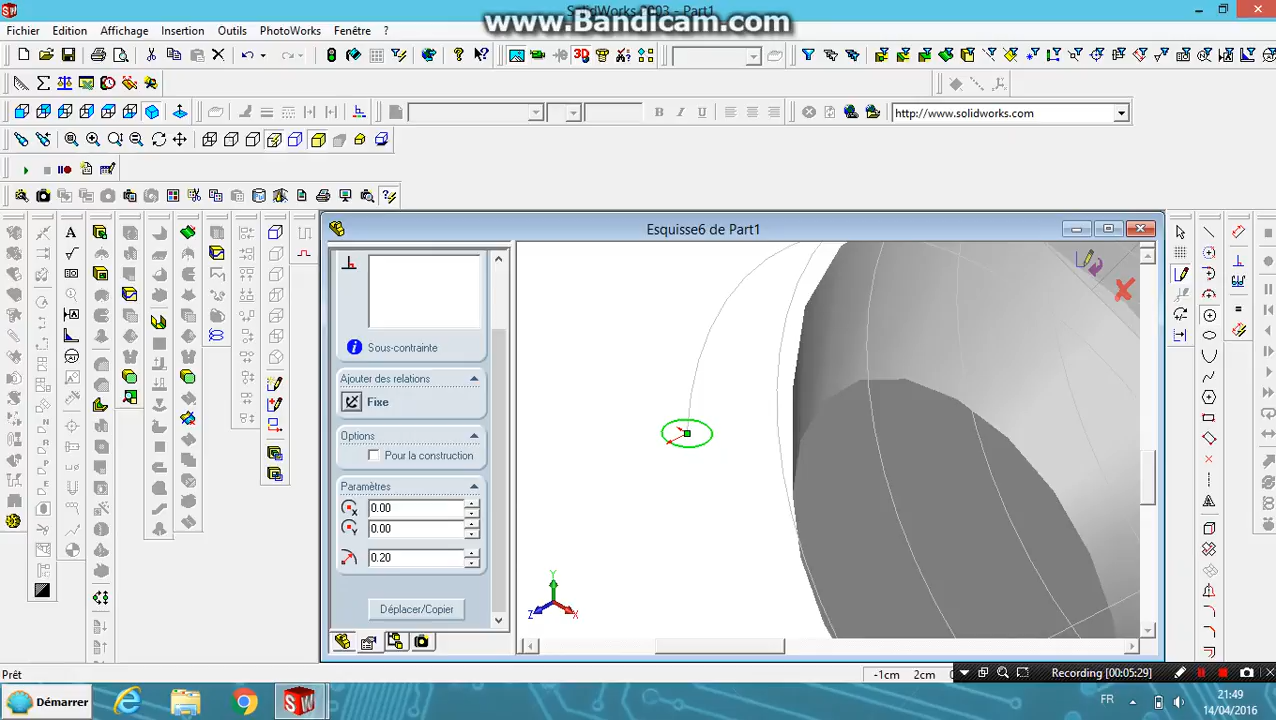 SolidWorks 2003 - Part1
www.Bandicam.com
Fichier Edition Affichage Insertion Outils PhotoWorks Fenêtre ?
3D
B I U
http://www.solidworks.com
Esquisse6 de Part1
Sous-contrainte
Ajouter des relations
Fixe
Options
Pour la construction
Paramètres
0.00
0.00
0.20
Déplacer/Copier
Y
Z
X
Prêt
-1cm 2cm
Recording [00:05:29]
Démarrer
FR
21:49
14/04/2016